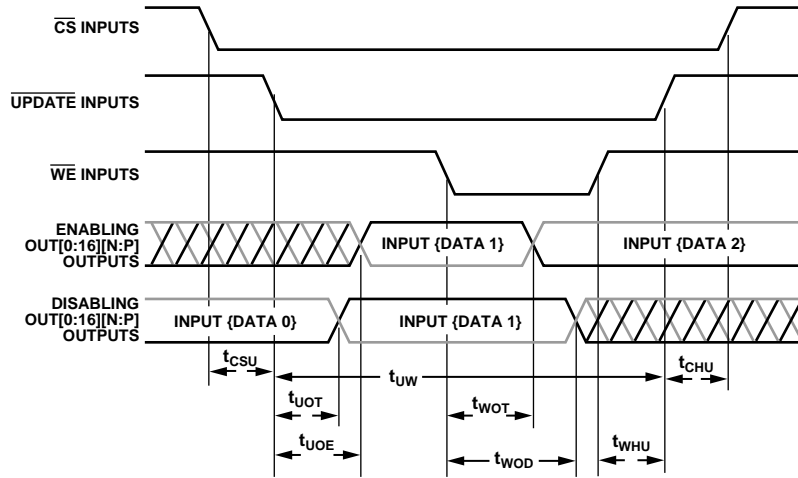 CS INPUTS
UPDATE INPUTS
WE INPUTS
ENABLING
OUT[0:16][N:P]
OUTPUTS
INPUT {DATA 1}
INPUT {DATA 2}
DISABLING
OUT[0:16][N:P]
OUTPUTS
INPUT {DATA 0}
INPUT {DATA 1}
tCSU
tUW
tCHU
tUOT
tWOT
tUOE
tWOD
tWHU